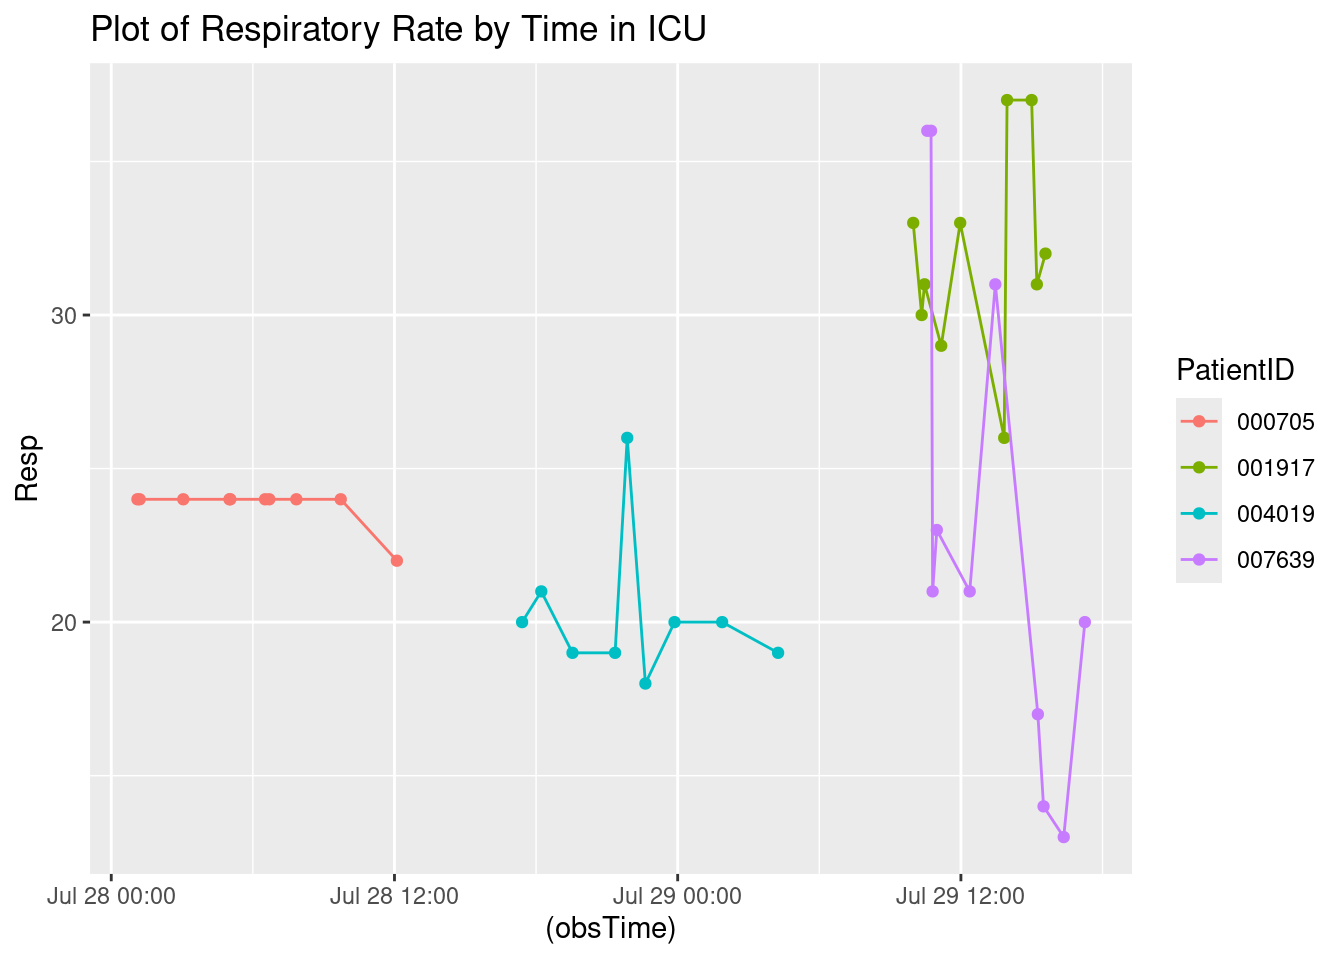 Plot of Respiratory Rate by Time in ICU
Resp
30
20
Jul 28 00:00
Jul 28 12:00
Jul 29 00:00
Jul 29 12:00
(obsTime)
PatientID
000705
001917
004019
007639